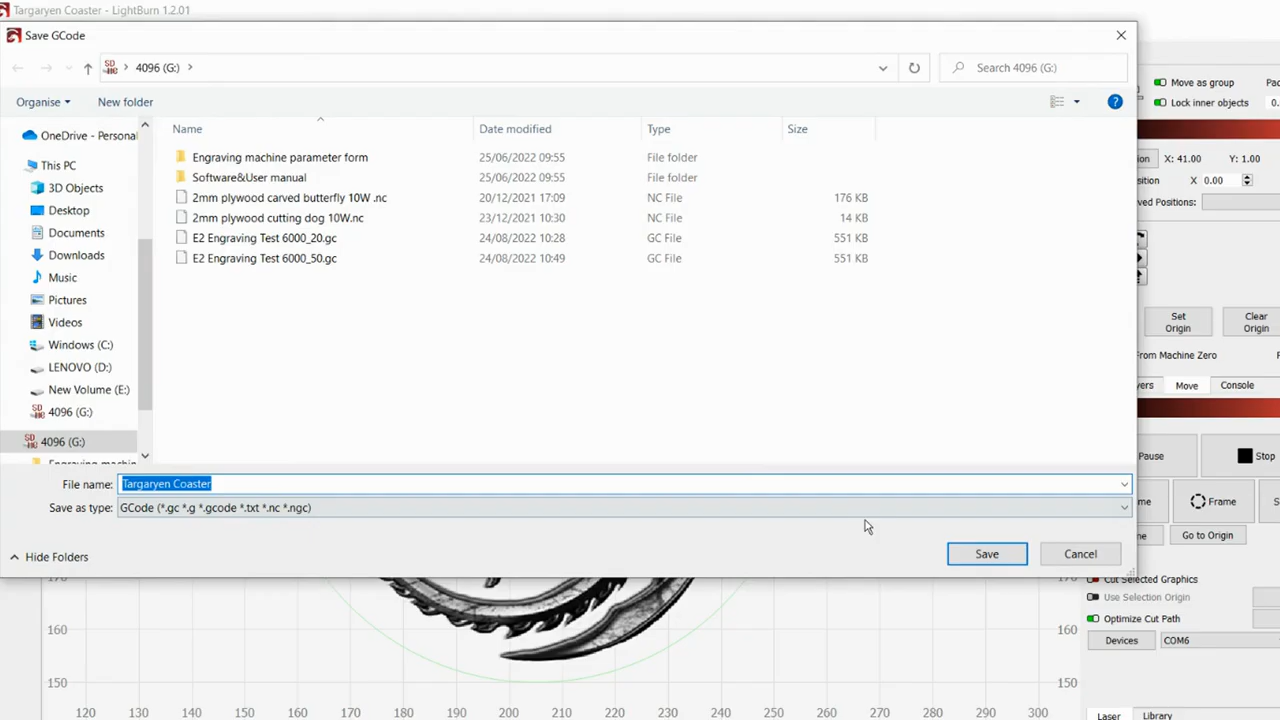 Targaryen Coaster - LightBurn 1.2.01
Save GCode
4096 (G:)
Search 4096 (G:)
Organise
New folder
Name Date modified Type Size
OneDrive - Personal
This PC
3D Objects
Desktop
Documents
Downloads
Music
Pictures
Videos
Windows (C:)
LENOVO (D:)
New Volume (E:)
4096 (G:)
4096 (G:)
Engraving machine parameter form 25/06/2022 09:55 File folder
Software&User manual 25/06/2022 09:55 File folder
2mm plywood carved butterfly 10W .nc 20/12/2021 17:09 NC File 176 KB
2mm plywood cutting dog 10W.nc 23/12/2021 10:30 NC File 14 KB
E2 Engraving Test 6000_20.gc 24/08/2022 10:28 GC File 551 KB
E2 Engraving Test 6000_50.gc 24/08/2022 10:49 GC File 551 KB
File name: Targaryen Coaster
Save as type: GCode (*.gc *.g *.gcode *.txt *.nc *.ngc)
Hide Folders
Save
Cancel
Move as group
Lock inner objects
X: 41.00 Y: 1.00
X 0.00
Positions:
Set
Origin
Clear
Origin
From Machine Zero
Move
Console
Pause
Stop
Frame
Go to Origin
Cut Selected Graphics
Use Selection Origin
Optimize Cut Path
Devices
COM6
Laser
Library
170 170
160 160
150 150
120 130 140 150 160 170 180 190 200 210 220 230 240 250 260 270 280 290 300